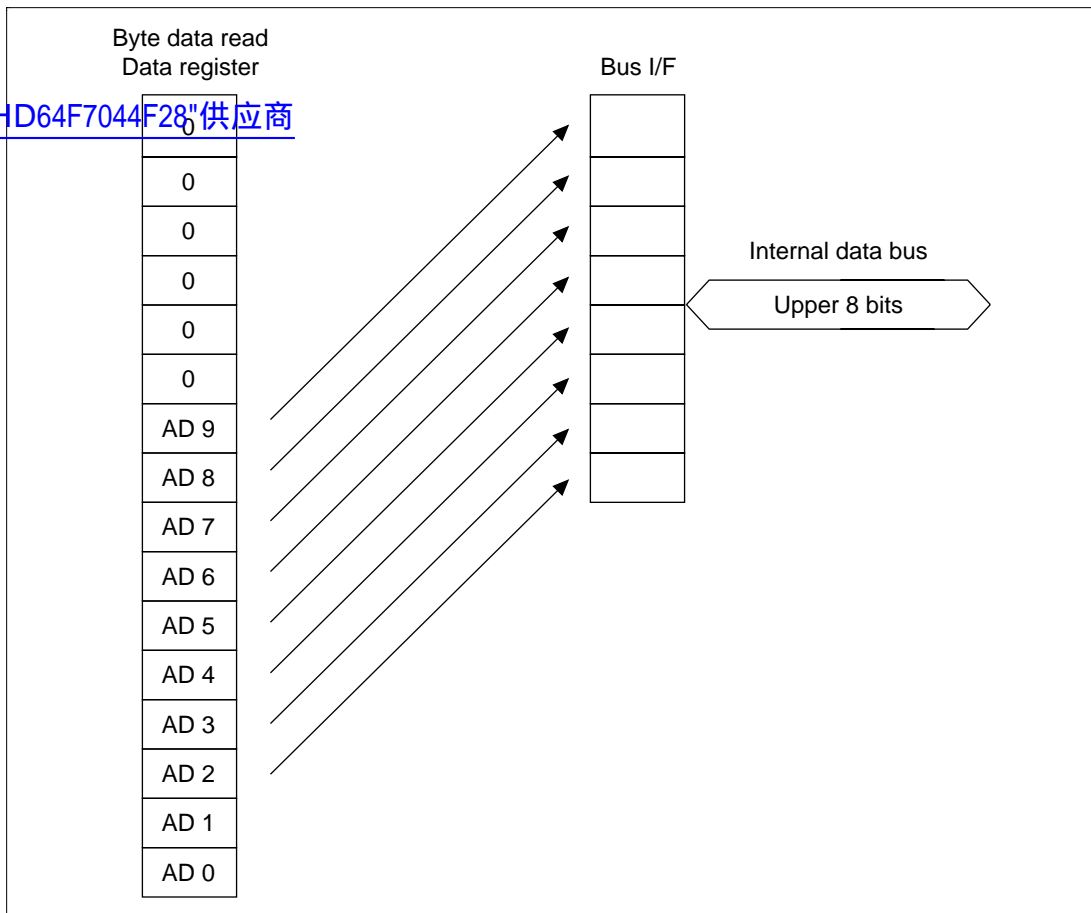 Byte data read
Data register
Bus I/F
HD64F7044F28"供应商
0
0
0
0
0
0
AD 9
AD 8
AD 7
AD 6
AD 5
AD 4
AD 3
AD 2
AD 1
AD 0
Internal data bus
Upper 8 bits